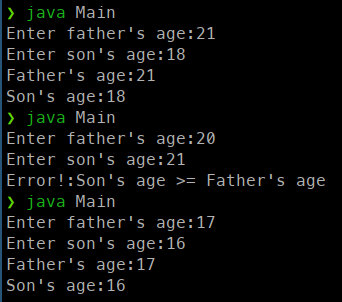 ❯ java Main
Enter father's age:21
Enter son's age:18
Father's age:21
Son's age:18
❯ java Main
Enter father's age:20
Enter son's age:21
Error!:Son's age >= Father's age
❯ java Main
Enter father's age:17
Enter son's age:16
Father's age:17
Son's age:16